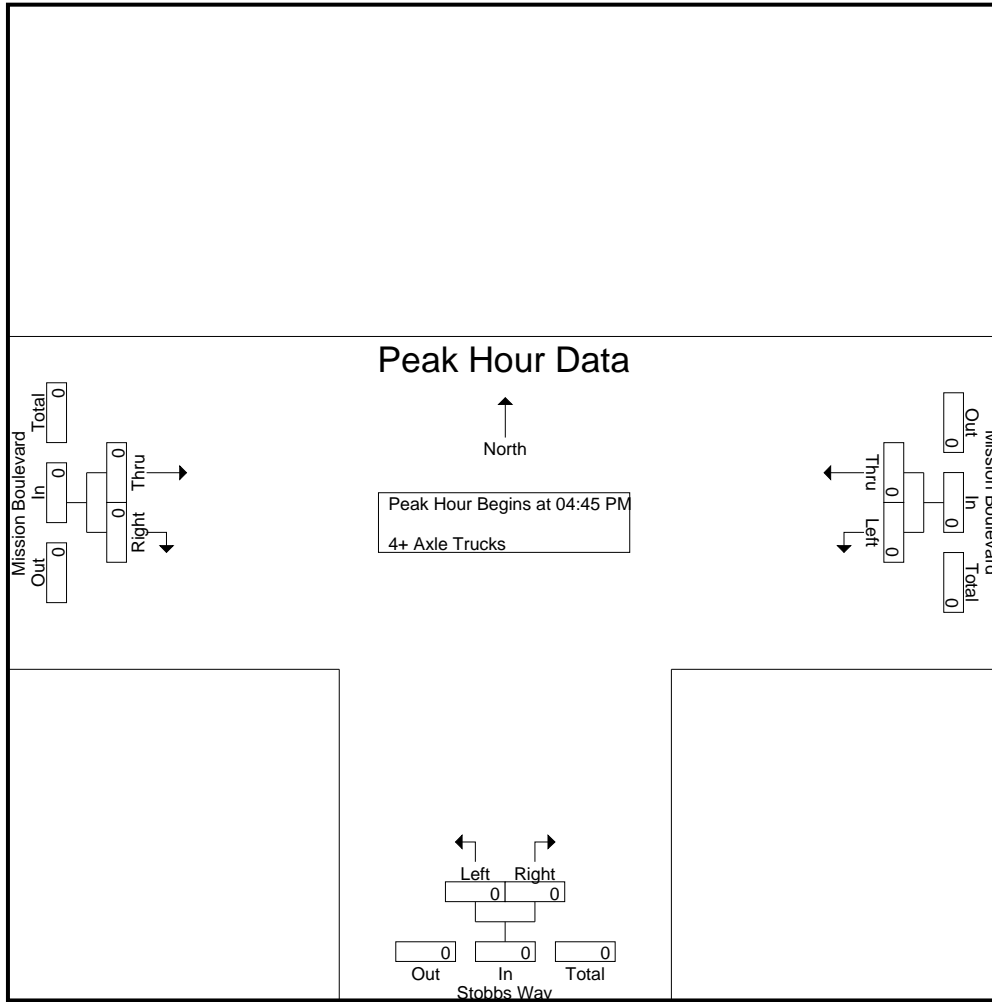 Peak Hour Data
North
Peak Hour Begins at 04:45 PM
4+ Axle Trucks
Mission Boulevard
Out
In
Total
0
0
0
Right
Thru
0
0
Mission Boulevard
Out
In
Total
0
0
0
Thru
Left
0
0
Left
Right
0
0
0
0
0
Out
In
Total
Stobbs Way